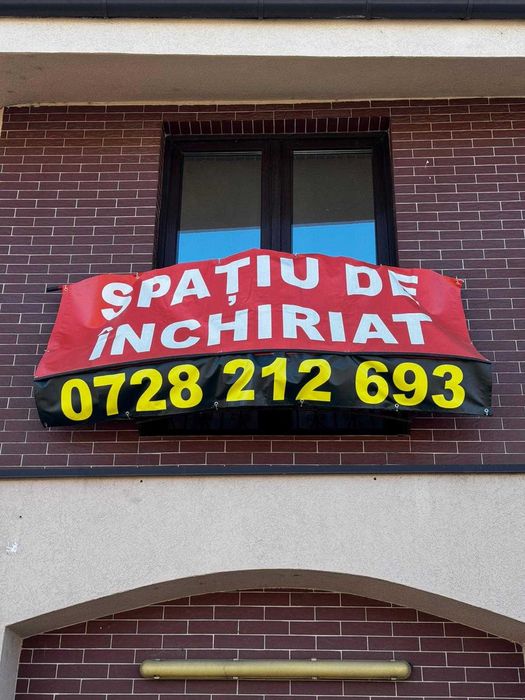 SPAȚIU DE
ÎNCHIRIAT
0728 212 693